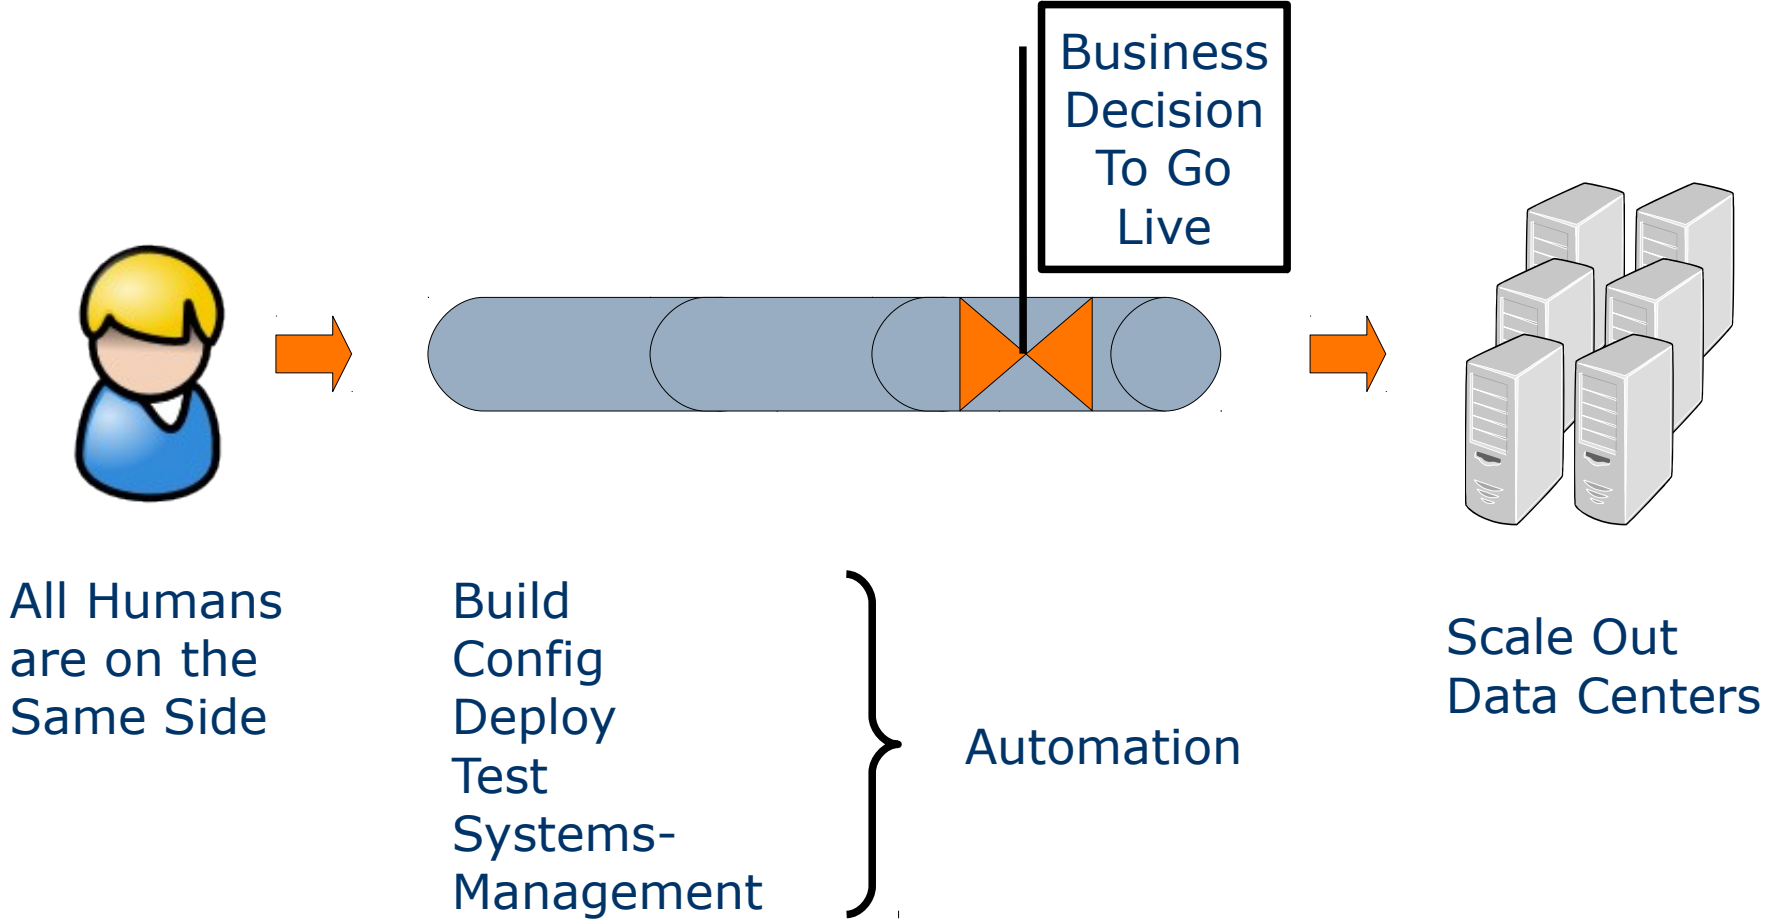 Business
Decision
To Go
Live
All Humans
are on the
Same Side
Build
Config
Deploy
Test
Systems-
Management
Automation
Scale Out
Data Centers